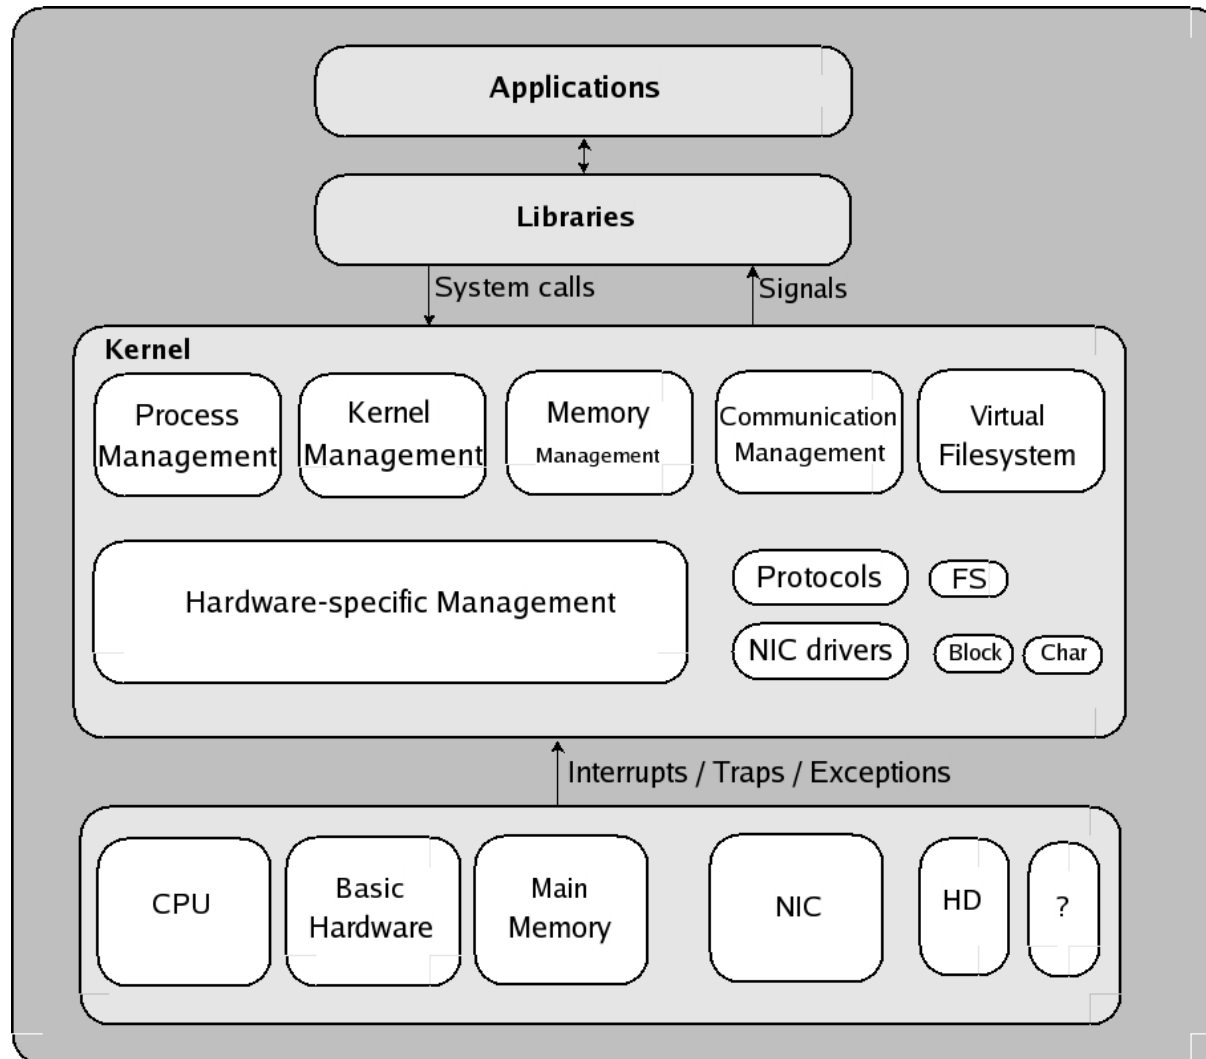 Applications
Libraries
System calls
Signals
Kernel
Process
Management
Kernel
Management
Memory
Management
Communication
Management
Virtual
Filesystem
Hardware-specific Management
Protocols
FS
NIC drivers
Block
Char
Interrupts / Traps / Exceptions
CPU
Basic
Hardware
Main
Memory
NIC
HD
?